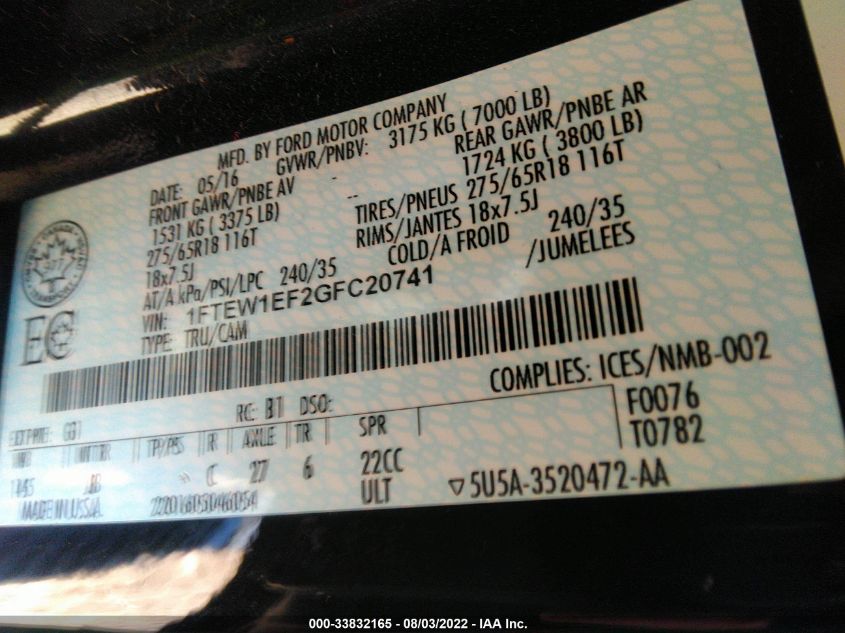 MFD. BY FORD MOTOR COMPANY
DATE: 05/16 GVWR/PNBV: 3175 KG ( 7000 LB)
FRONT GAWR/PNBE AV REAR GAWR/PNBE AR
1531 KG ( 3375 LB) 1724 KG ( 3800 LB)
275/65R18 116T TIRES/PNEUS 275/65R18 116T
18x7.5J RIMS/JANTES 18x7.5J
AT/A kPa/PSI/LPC 240/35 COLD/A FROID 240/35
VIN: 1FTEW1EF2GFC20741 /JUMELEES
TYPE: TRU/CAM
EC
COMPLIES: ICES/NMB-002
RC: B1 DSO: F0076
T0782
TP/PES R AXLE TR SPR
C 27 6 22CC
MADE IN U.S.A. ULT ▽5U5A-3520472-AA
000-33832165 - 08/03/2022 - IAA Inc.